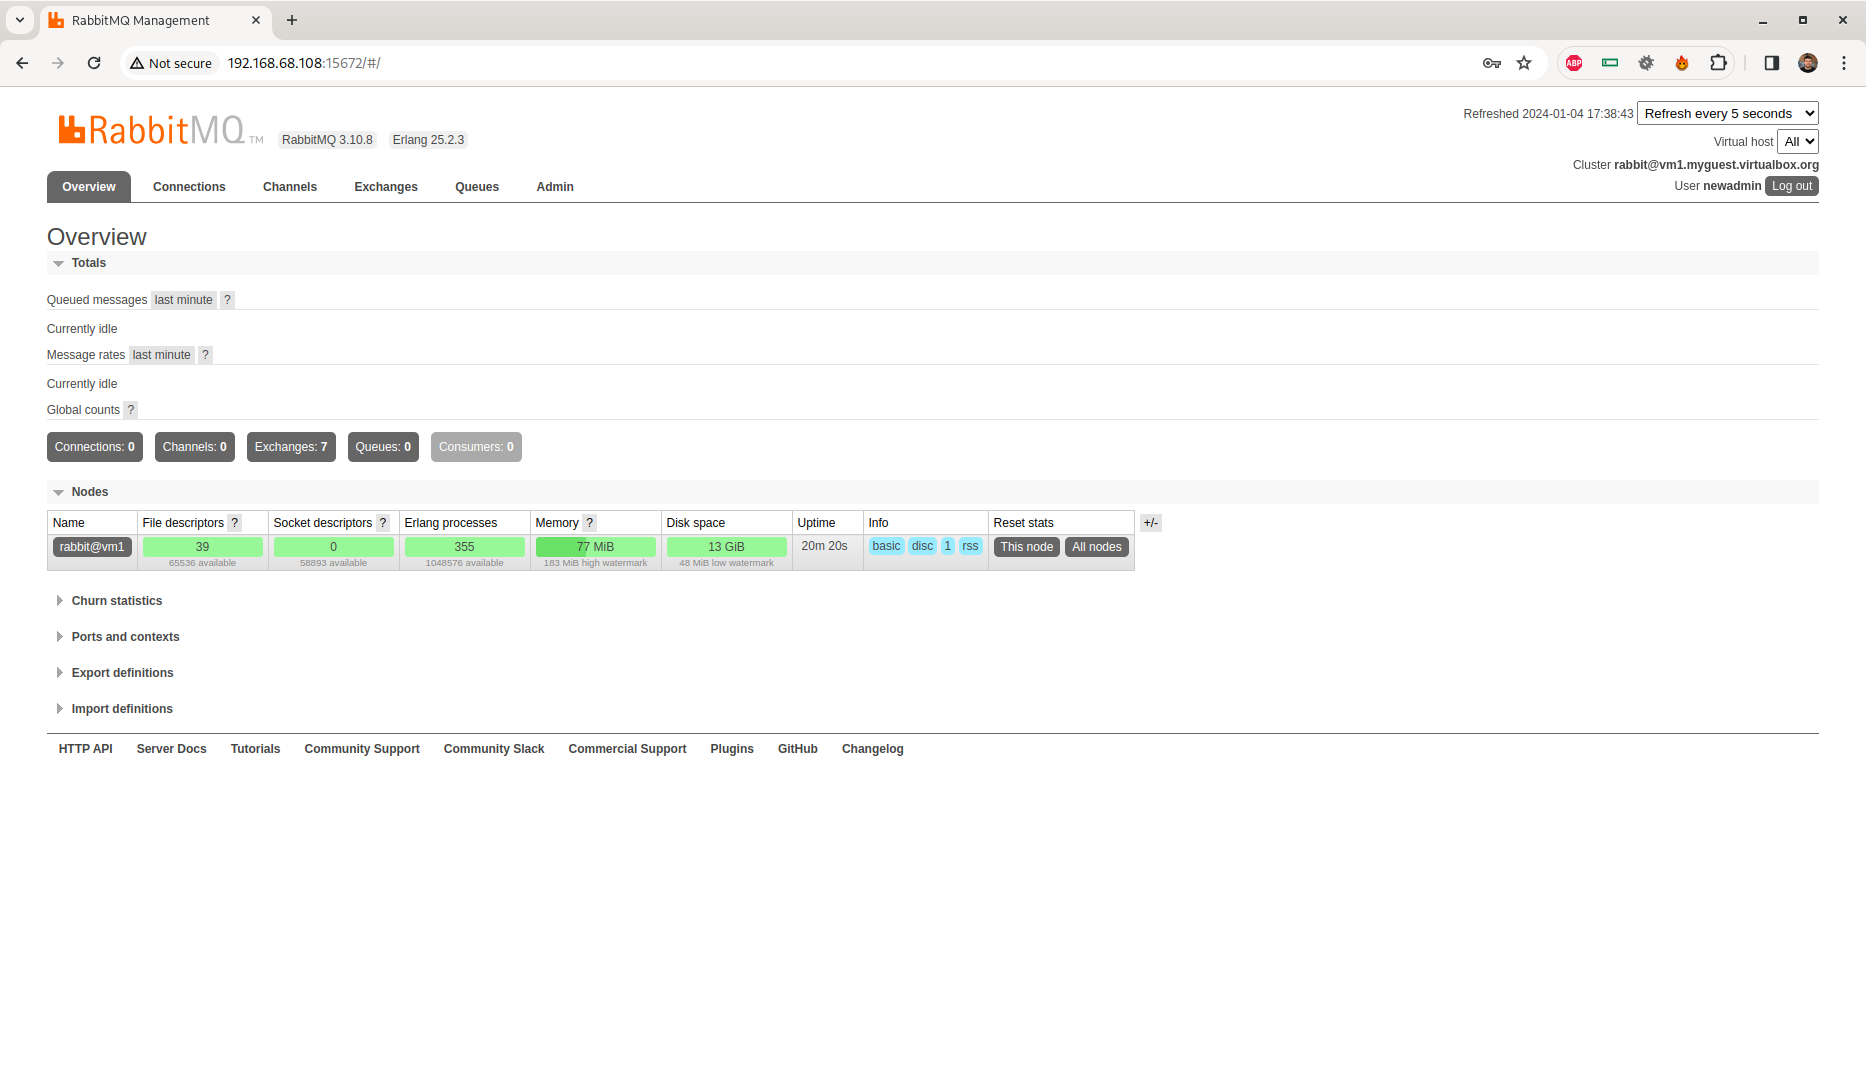 RabbitMQ Management
Not secure 192.168.68.108:15672/#/
ABP
RabbitMQ TM RabbitMQ 3.10.8 Erlang 25.2.3
Refreshed 2024-01-04 17:38:43 Refresh every 5 seconds
Virtual host All
Cluster rabbit@vm1.myguest.virtualbox.org
User newadmin Log out
Overview Connections Channels Exchanges Queues Admin
Overview
Totals
Queued messages last minute ?
Currently idle
Message rates last minute ?
Currently idle
Global counts ?
Connections: 0 Channels: 0 Exchanges: 7 Queues: 0 Consumers: 0
Nodes
Name File descriptors ? Socket descriptors ? Erlang processes Memory ? Disk space Uptime Info Reset stats +/-
rabbit@vm1 39 0 355 77 MiB 13 GiB 20m 20s basic disc 1 rss This node All nodes
65536 available 58893 available 1048576 available 183 MiB high watermark 48 MiB low watermark
Churn statistics
Ports and contexts
Export definitions
Import definitions
HTTP API Server Docs Tutorials Community Support Community Slack Commercial Support Plugins GitHub Changelog